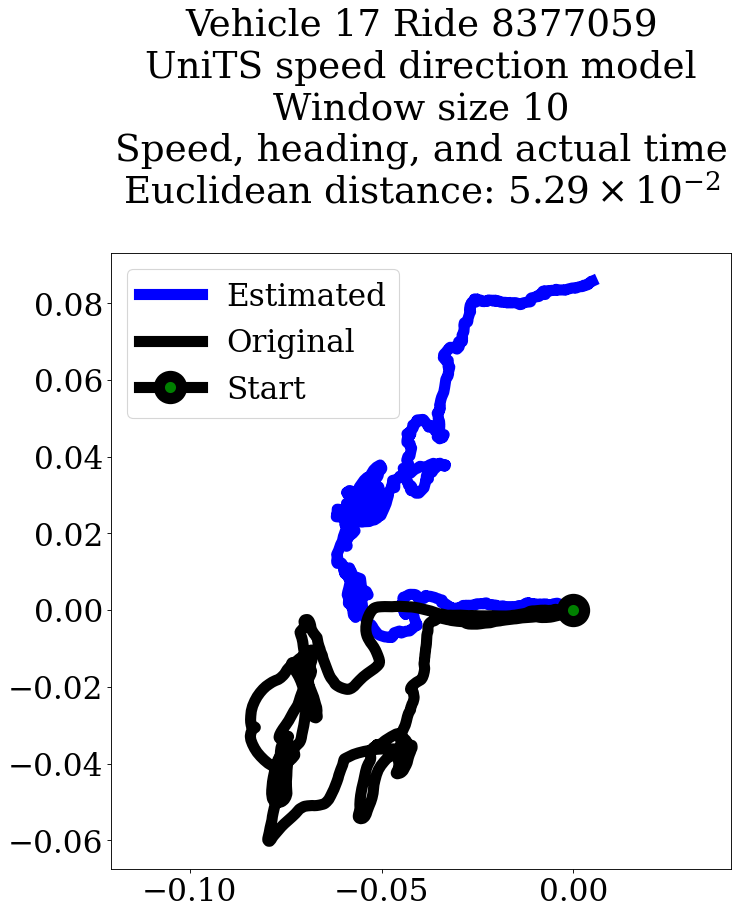 Vehicle 17 Ride 8377059
UniTS speed direction model
Window size 10
Speed, heading, and actual time
Euclidean distance: 5.29 × 10⁻²
Estimated
Original
Start
0.08
0.06
0.04
0.02
0.00
−0.02
−0.04
−0.06
−0.10
−0.05
0.00